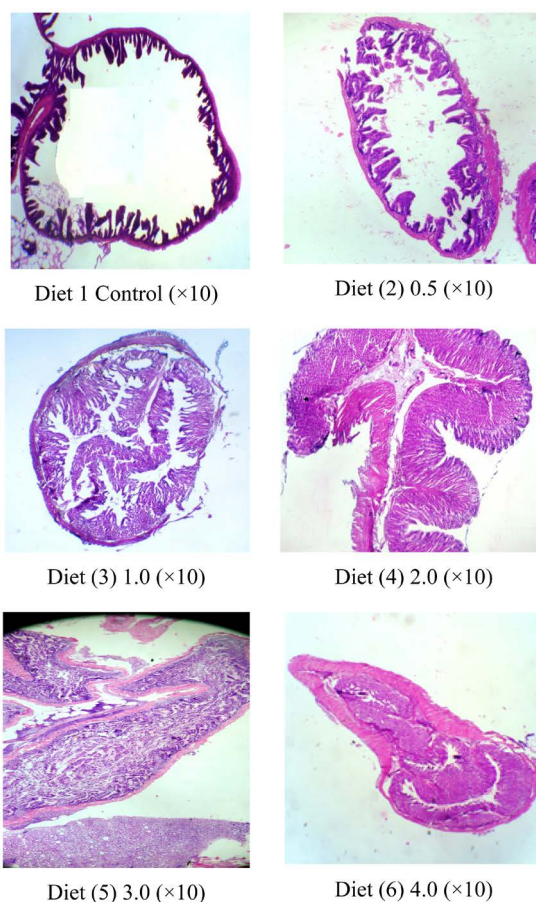 Diet 1 Control (×10)
Diet (2) 0.5 (×10)
Diet (3) 1.0 (×10)
Diet (4) 2.0 (×10)
Diet (5) 3.0 (×10)
Diet (6) 4.0 (×10)